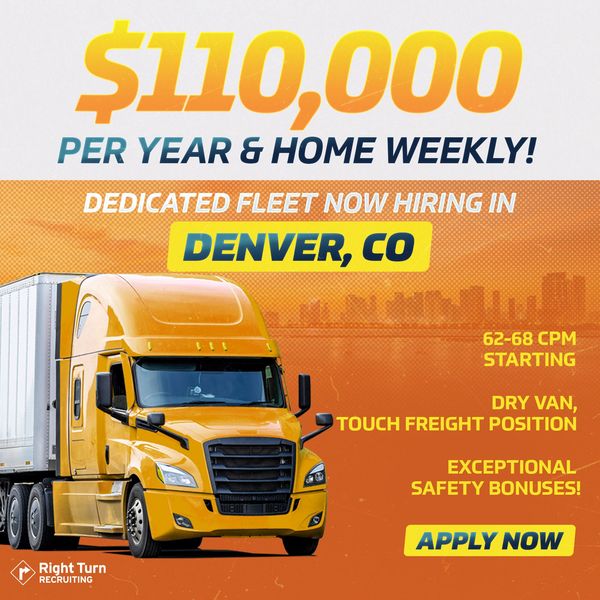 $110,000
PER YEAR & HOME WEEKLY!
DEDICATED FLEET NOW HIRING IN
DENVER, CO
62-68 CPM
STARTING
DRY VAN,
TOUCH FREIGHT POSITION
EXCEPTIONAL
SAFETY BONUSES!
APPLY NOW
Right Turn
RECRUITING